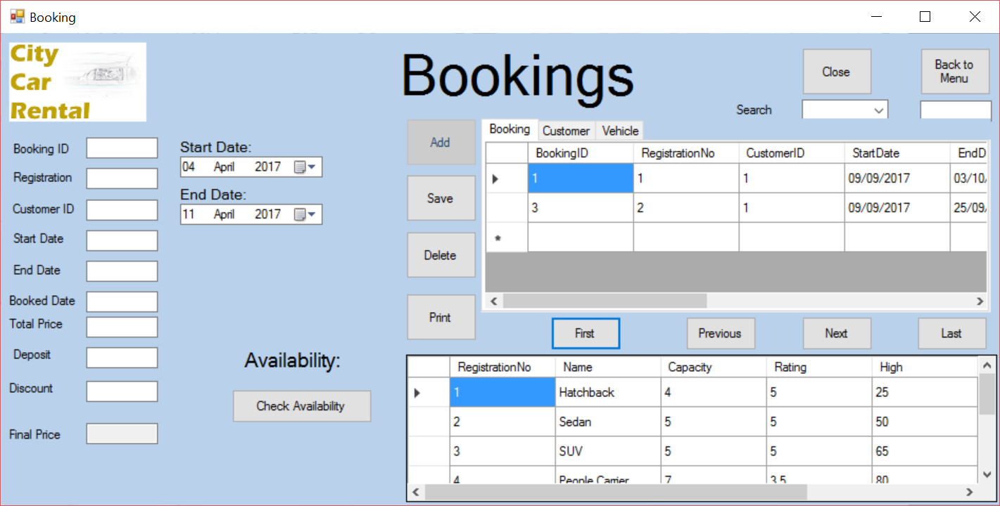 Booking
City
Car
Rental
Bookings
Close
Back to
Menu
Search
Booking ID
Registration
Customer ID
Start Date
End Date
Booked Date
Total Price
Deposit
Discount
Final Price
Start Date:
04 April 2017
End Date:
11 April 2017
Availability:
Check Availability
Add
Save
Delete
Print
Booking Customer Vehicle
BookingID RegistrationNo CustomerID StartDate EndD
1 1 1 09/09/2017 03/10/
3 2 1 09/09/2017 25/09/
*
First Previous Next Last
RegistrationNo Name Capacity Rating High
1 Hatchback 4 5 25
2 Sedan 5 5 50
3 SUV 5 5 65
4 People Carrier 7 3.5 80